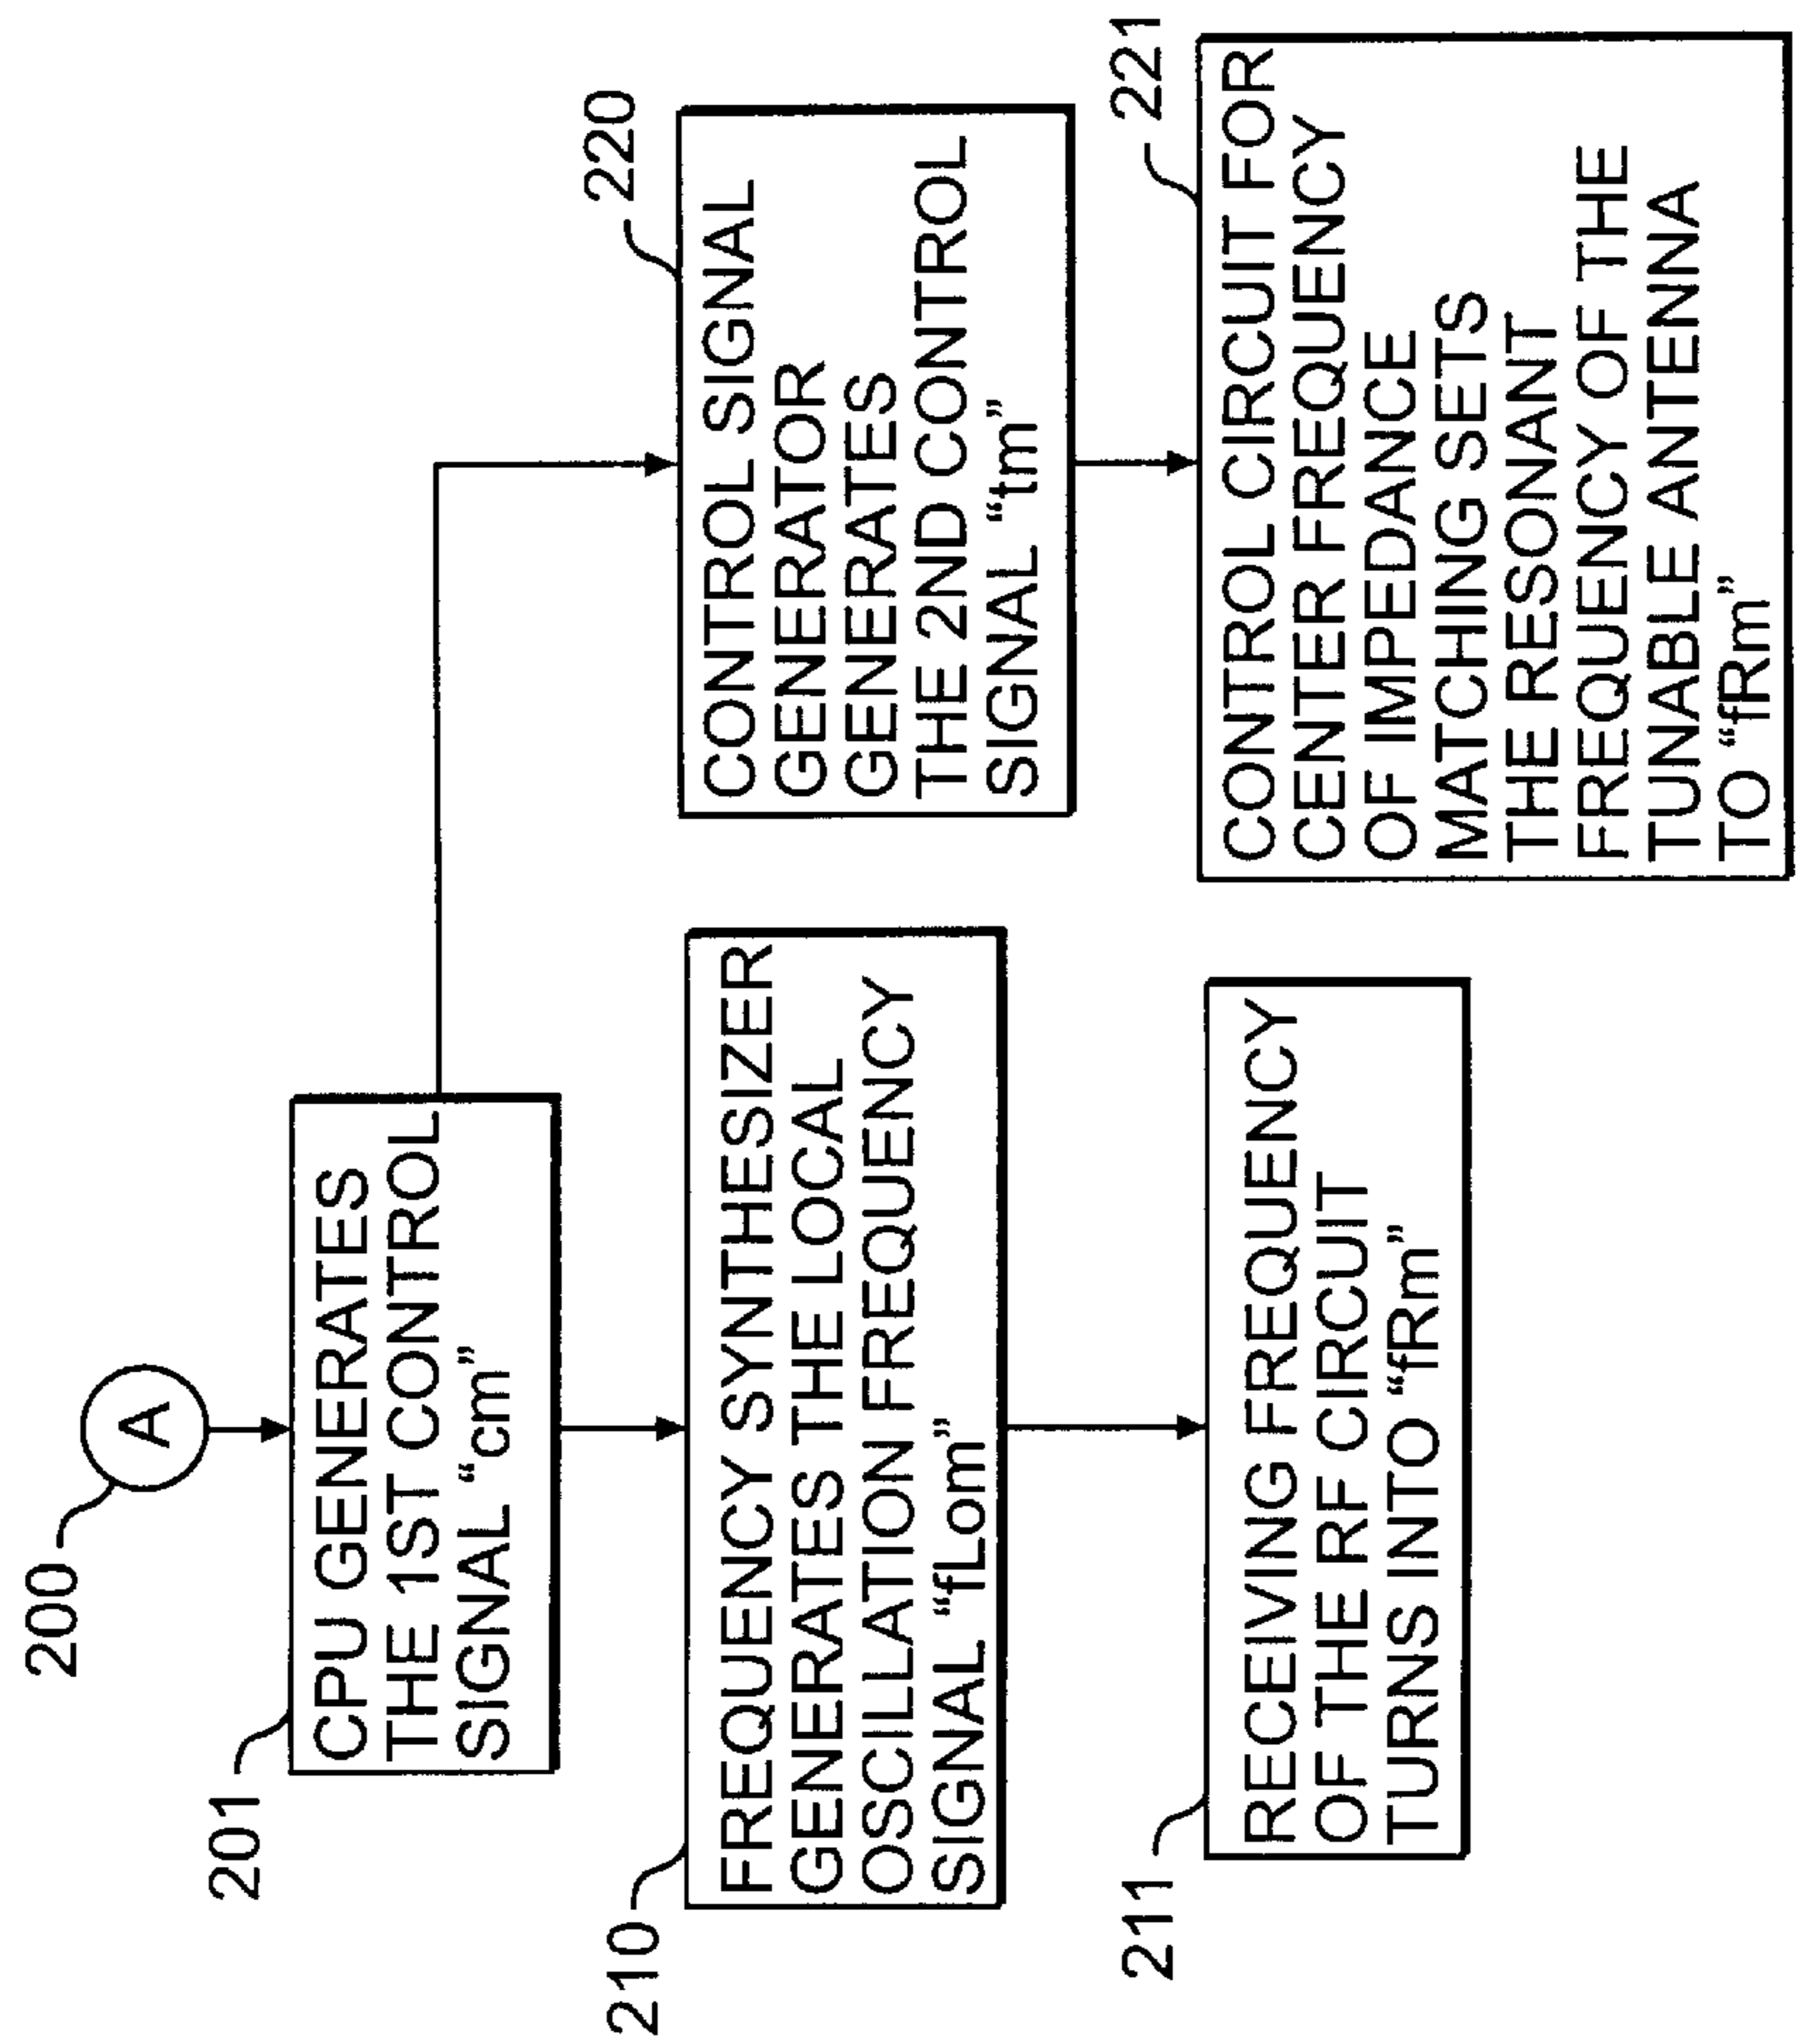 200
A
201
CPU GENERATES
THE 1ST CONTROL
SIGNAL “cm”
210
FREQUENCY SYNTHESIZER
GENERATES THE LOCAL
OSCILLATION FREQUENCY
SIGNAL “fLom”
211
RECEIVING FREQUENCY
OF THE RF CIRCUIT
TURNS INTO “fRm”
220
CONTROL SIGNAL
GENERATOR
GENERATES
THE 2ND CONTROL
SIGNAL “tm”
221
CONTROL CIRCUIT FOR
CENTER FREQUENCY
OF IMPEDANCE
MATCHING SETS
THE RESONANT
FREQUENCY OF THE
TUNABLE ANTENNA
TO “fRm”